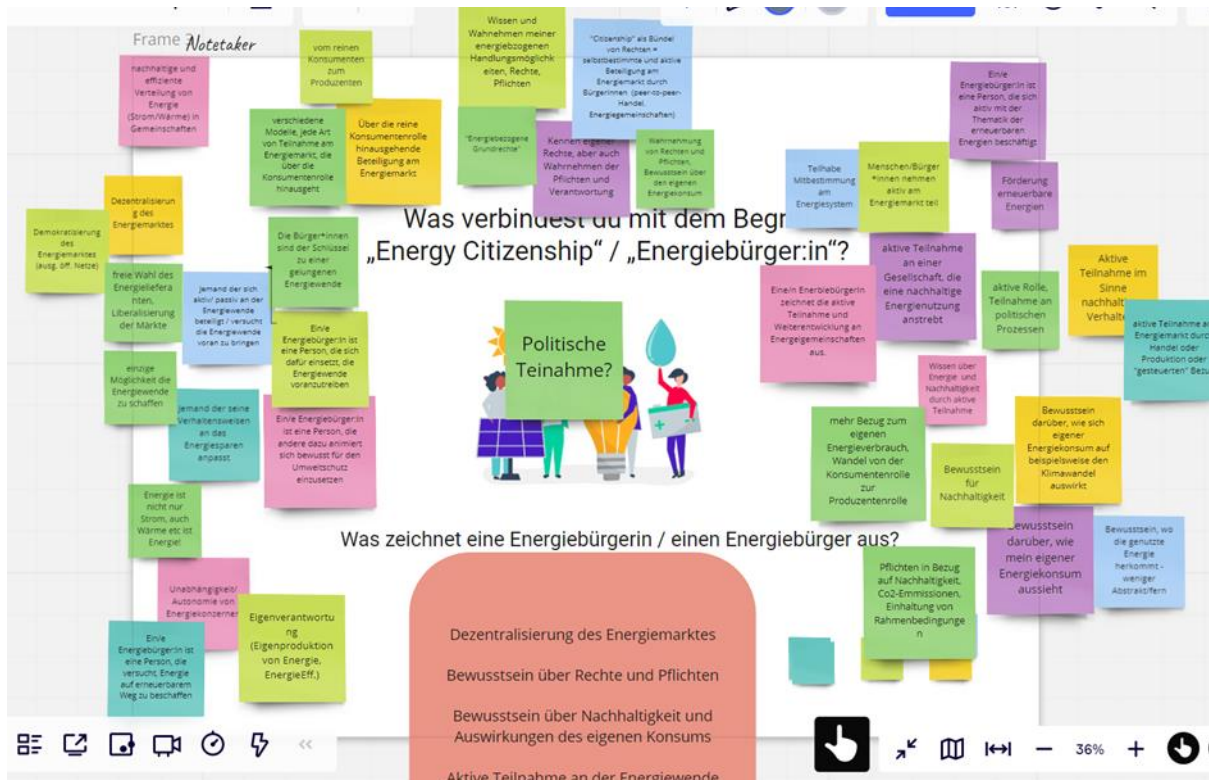 Frame
Notetaker
nachhaltige und
effiziente
Verteilung von
Energie
(Strom/Wärme) in
Gemeinschaften
vom reinen
Konsumenten
zum
Produzenten
verschiedene
Modelle, jede Art
von Teilnahme am
Energiemarkt, die
über die
Konsumentenrolle
hinausgeht
Über die reine
Konsumentenrolle
hinausgehende
Beteiligung am
Energiemarkt
Wissen und
Wahrnehmen meiner
energiebzogenen
Handlungsmöglichk
eiten, Rechte,
Pflichten
"Citizenship" als Bündel
von Rechten =
selbstbestimmte und aktive
Beteiligung am
Energiemarkt durch
BürgerInnen (peer-to-peer-
Handel,
Energiegemeinschaften)
"Energiebezogene
Grundrechte"
Kennen eigener
Rechte, aber auch
Wahrnehmen der
Pflichten und
Verantwortung
Wahrnehmung
von Rechten und
Pflichten,
Bewusstsein über
den eigenen
Energiekonsum
Teilhabe
Mitbestimmung
am
Energiesystem
Menschen/Bürger
*innen nehmen
aktiv am
Energiemarkt teil
Ein/e
Energiebürger:in ist
eine Person, die sich
aktiv mit der
Thematik der
erneuerbaren
Energien beschäftigt
Förderung
erneuerbare
Energien
Was verbindest du mit dem
„Energy Citizenship“ / „Energiebürger:in“?
Dezentralisierun
g des
Energiemarktes
Demokratisierung
des
Energiemarktes
(ausg. öff. Netze)
freie Wahl des
Energieliefera
nten,
Liberalisierung
der Märkte
Die Bürger*innen
sind der Schlüssel
zu einer
gelungenen
Energiewende
jemand der sich
aktiv/ passiv an der
Energiewende
beteiligt / versucht
die Energiewende
voran zu bringen
Ein/e
Energiebürger:in ist
eine Person, die sich
dafür einsetzt, die
Energiewende
voranzutreiben
einzige
Möglichkeit die
Energiewende
zu schaffen
jemand der seine
Verhaltensweisen
an das
Energiesparen
anpasst
Ein/e Energiebürger:in
ist eine Person, die
andere dazu animiert
sich bewusst für den
Umweltschutz
einzusetzen
Politische
Teinahme?
Eine/n Enerbiebürgerin
zeichnet die aktive
Teilnahme und
Weiterentwicklung an
Energeigemeinschaften
aus.
aktive Teilnahme
an einer
Gesellschaft, die
eine nachhaltige
Energienutzung
anstrebt
aktive Rolle,
Teilnahme an
politischen
Prozessen
Aktive
Teilnahme im
Sinne
aktive Teilnahme
durch
Handel oder
Produktion oder
"gesteuerten"
Wissen über
Energie und
Nachhaltigkeit
durch aktive
Teilnahme
mehr Bezug zum
eigenen
Energieverbrauch,
Wandel von der
Konsumentenrolle
zur
Produzentenrolle
Bewusstsein
für
Nachhaltigkeit
Bewusstsein
darüber, wie sich
eigener
Energiekonsum auf
beispielsweise den
Klimawandel
auswirkt
Bewusstsein
darüber, wie
mein eigener
Energiekonsum
aussieht
Bewusstsein, wo
die genutzte
Energie
herkommt -
weniger
Abstrakt/fern
Energie ist
nicht nur
Strom, auch
Wärme etc ist
Energie!
Was zeichnet eine Energiebürgerin / einen Energiebürger aus?
Pflichten in Bezug
auf Nachhaltigkeit,
Co2-Emmissionen,
Einhaltung von
Rahmenbedingunge
n
Unabhängigkeit/
Autonomie von
Energiekonzernen
Ein/e
Energiebürger:in ist
eine Person, die
versucht, Energie
auf erneuerbarem
Weg zu beschaffen
Eigenverantwortu
ng
(Eigenproduktion
von Energie,
EnergieEff.)
Dezentralisierung des Energiemarktes
Bewusstsein über Rechte und Pflichten
Bewusstsein über Nachhaltigkeit und
Auswirkungen des eigenen Konsums
Aktive Teilnahme an der Energiewende
36%